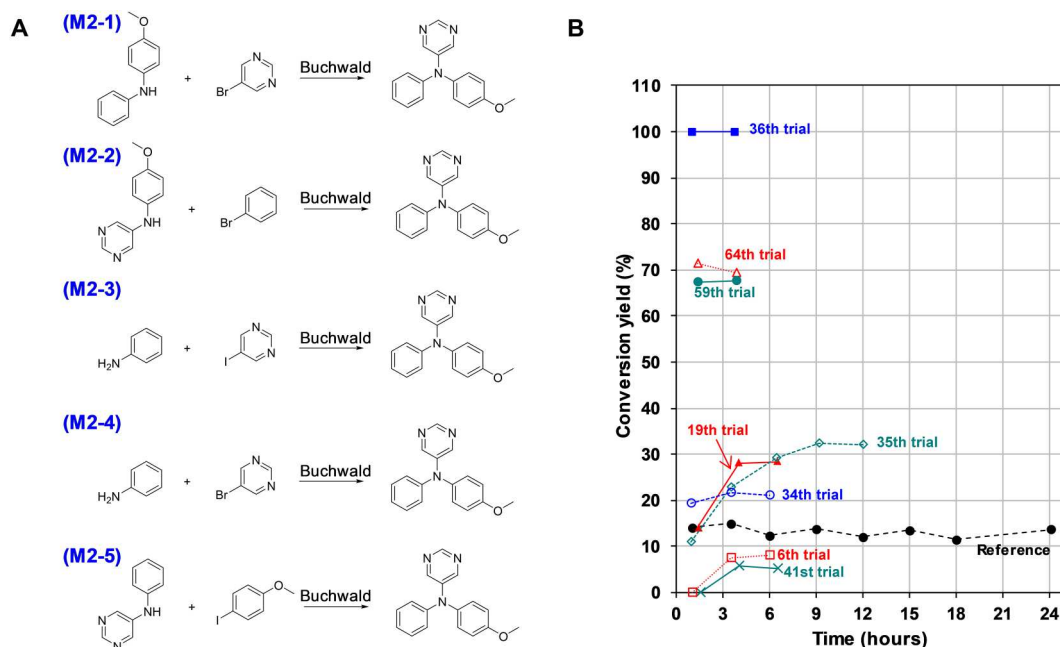 A
(M2-1)
O
NH
+
Br
N
N
Buchwald
N
N
N
O
(M2-2)
O
NH
N
N
+
Br
Buchwald
N
N
N
O
(M2-3)
H₂N
+
I
N
N
Buchwald
N
N
N
O
(M2-4)
H₂N
+
Br
N
N
Buchwald
N
N
N
O
(M2-5)
NH
N
N
+
I
O
Buchwald
N
N
N
O
B
Conversion yield (%)
110
100
90
80
70
60
50
40
30
20
10
0
36th trial
64th trial
59th trial
19th trial
35th trial
34th trial
Reference
6th trial
41st trial
0 3 6 9 12 15 18 21 24
Time (hours)